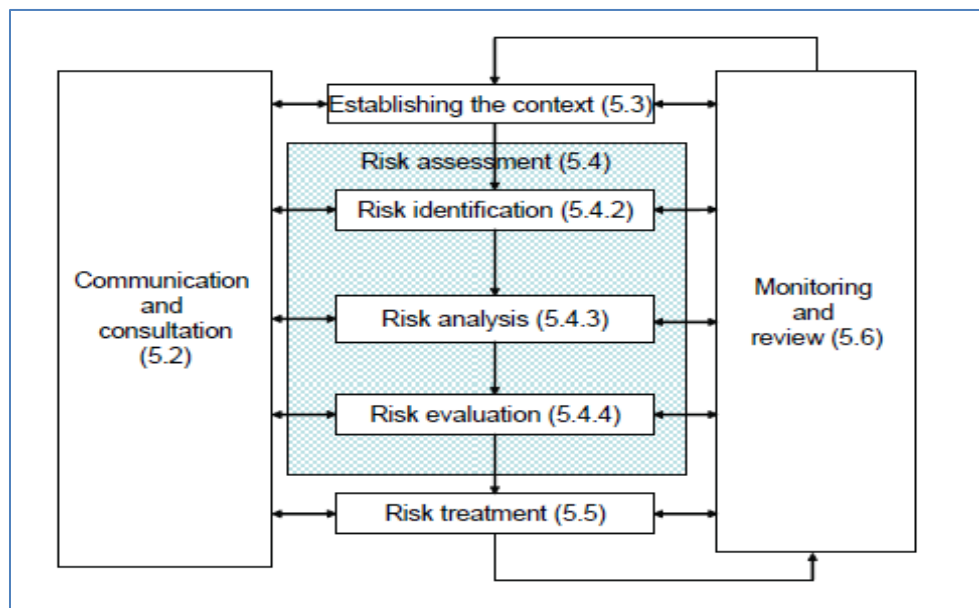 Establishing the context (5.3)
Risk assessment (5.4)
Risk identification (5.4.2)
Communication
and
consultation
(5.2)
Risk analysis (5.4.3)
Monitoring
and
review (5.6)
Risk evaluation (5.4.4)
Risk treatment (5.5)